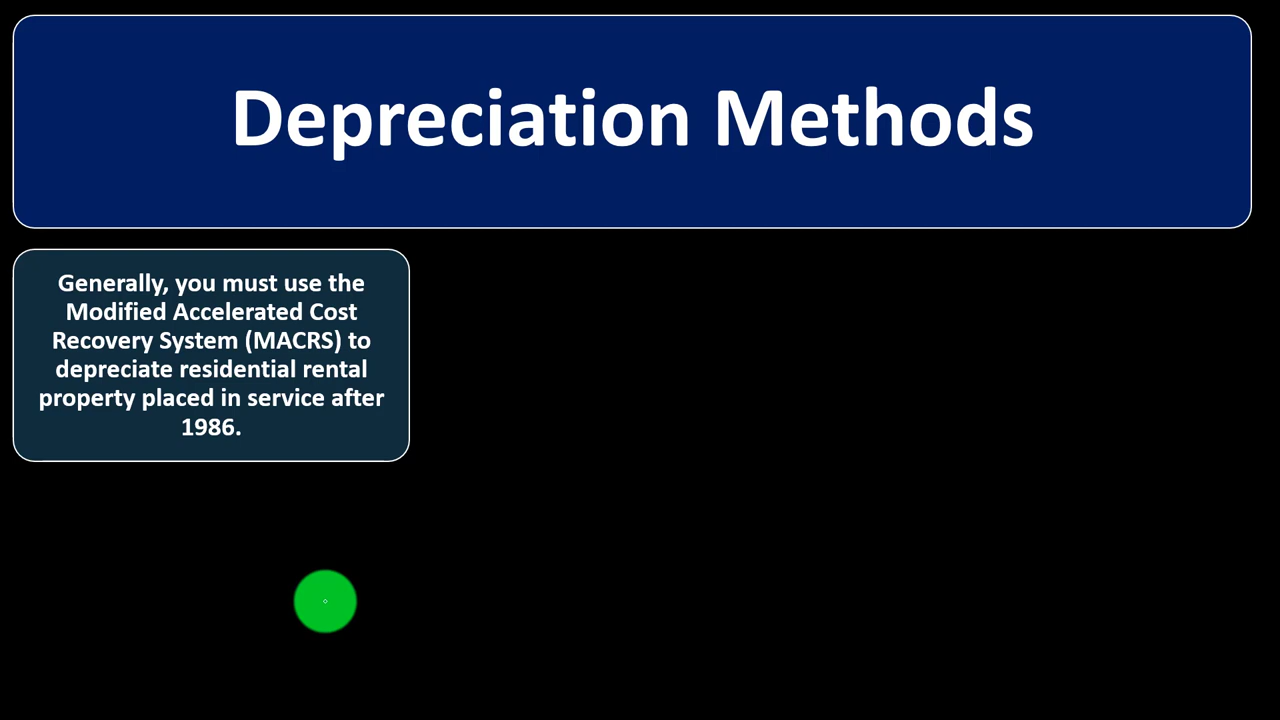 Depreciation Methods
Generally, you must use the
Modified Accelerated Cost
Recovery System (MACRS) to
depreciate residential rental
property placed in service after
1986.